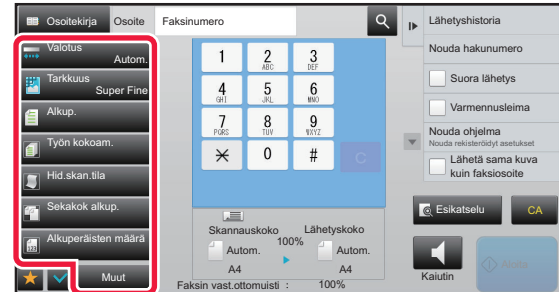 Osoitekirja
Osoite
Faksinumero
Valotus
Autom.
Tarkkuus
Super Fine
Alkup.
Työn kokoam.
Hid.skan.tila
Sekakok alkup.
Alkuperäisten määrä
Muut
1
2
ABC
3
DEF
4
GHI
5
JKL
6
MNO
7
PQRS
8
TUV
9
WXYZ
0
#
C
Skannauskoko
Lähetyskoko
100%
Autom.
Autom.
A4
A4
Faksin vast.ottomuisti :
100%
Lähetyshistoria
Nouda hakunumero
Suora lähetys
Varmennusleima
Nouda ohjelma
Nouda rekisteröidyt asetukset
Lähetä sama kuva
kuin faksiosoite
Esikatselu
CA
Kaiutin
Aloita